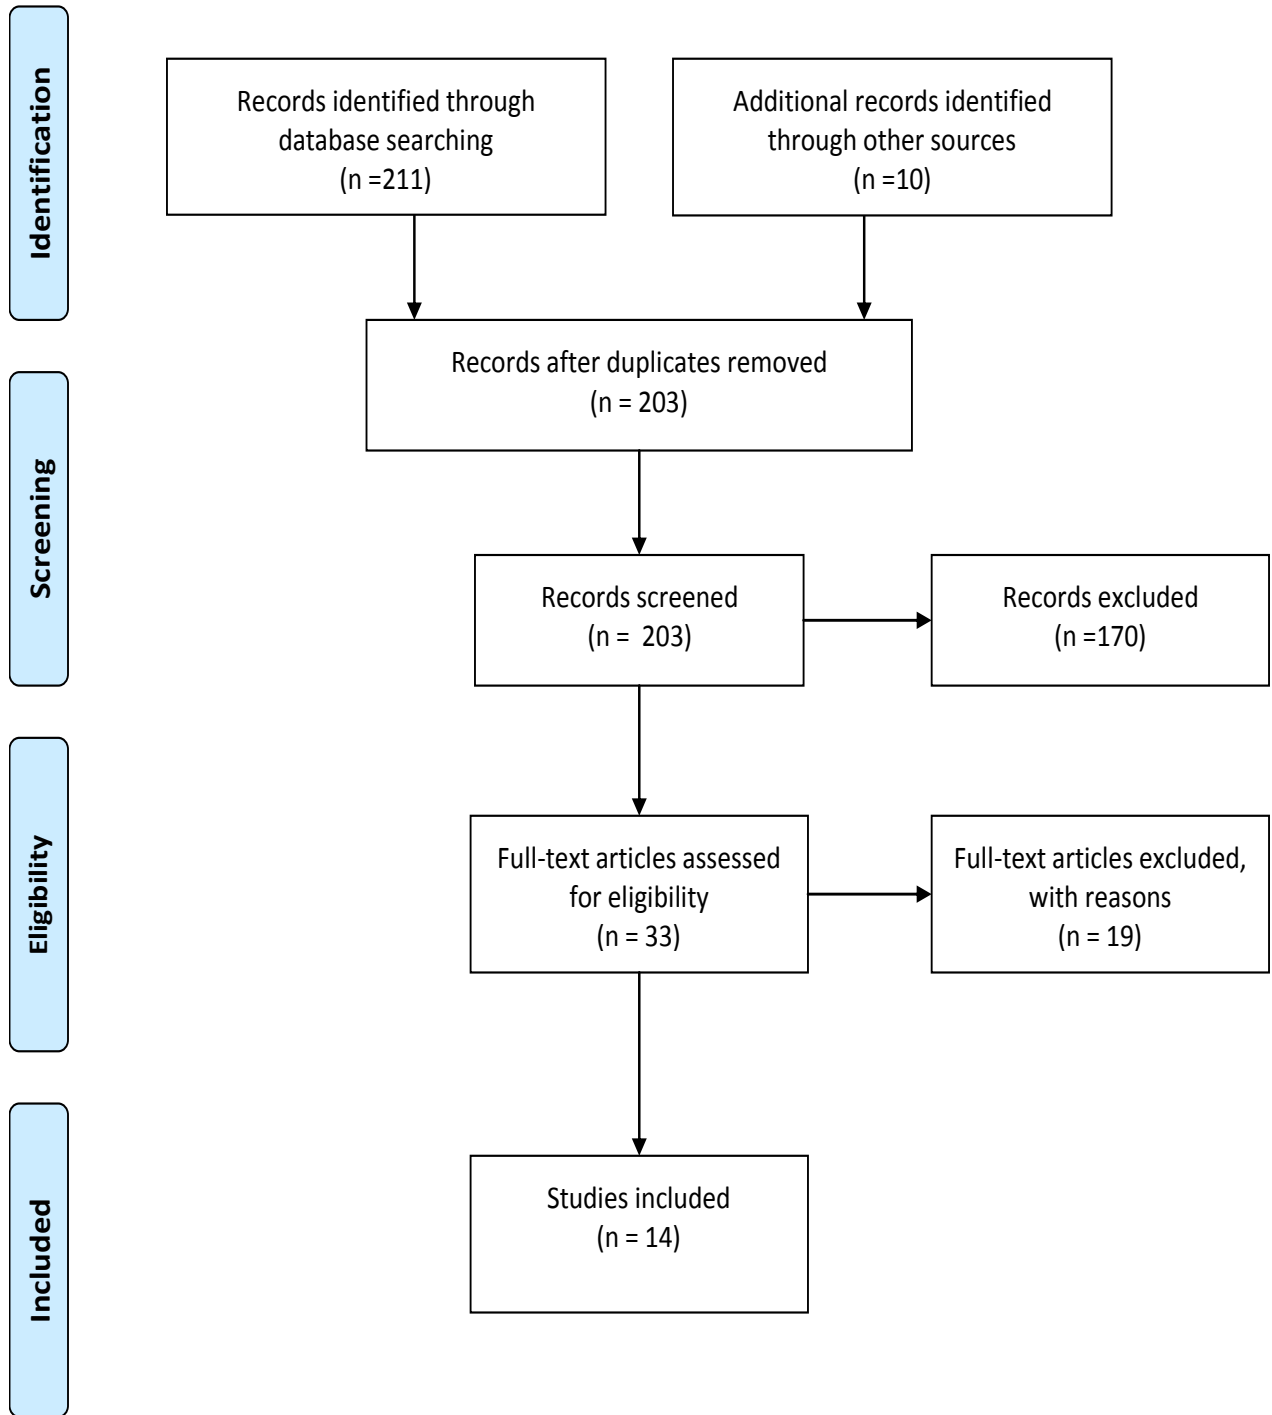 Identification
Records identified through
database searching
(n =211)
Additional records identified
through other sources
(n =10)
Records after duplicates removed
(n = 203)
Screening
Records screened
(n =  203)
Records excluded
(n =170)
Eligibility
Full-text articles assessed
for eligibility
(n = 33)
Full-text articles excluded,
with reasons
(n = 19)
Included
Studies included
(n = 14)